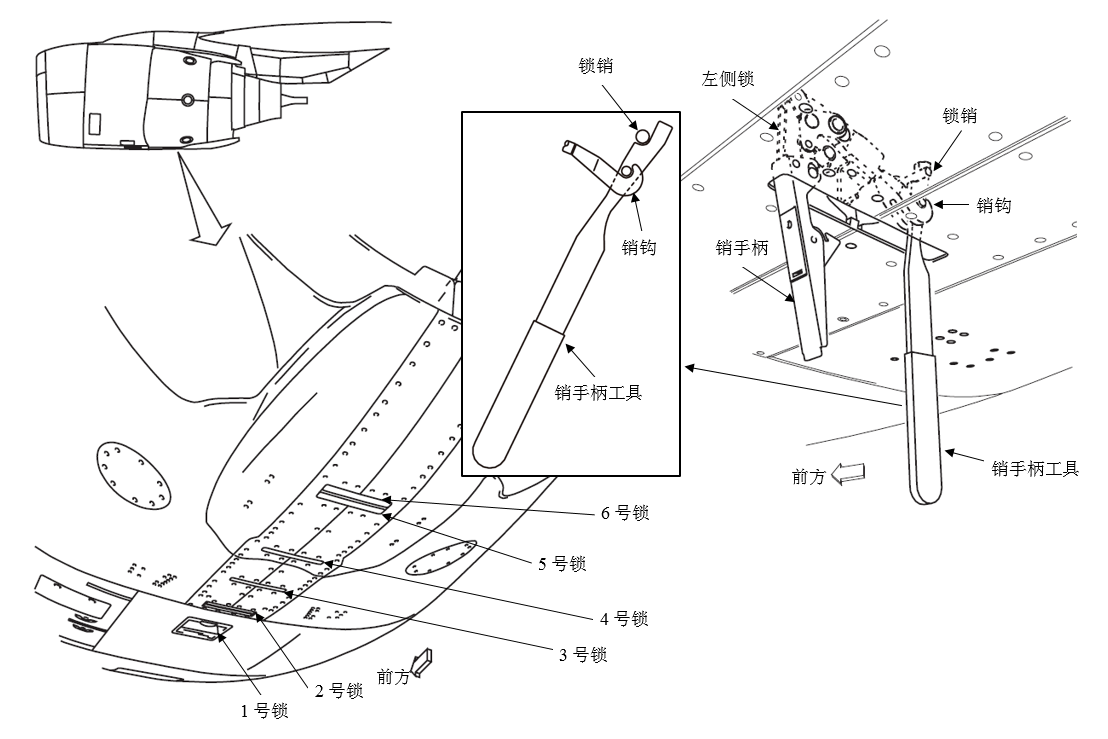 锁销
销钩
销手柄工具
左侧锁
锁销
销钩
销手柄
销手柄工具
前方
6 号锁
5 号锁
4 号锁
3 号锁
前方
2 号锁
1 号锁